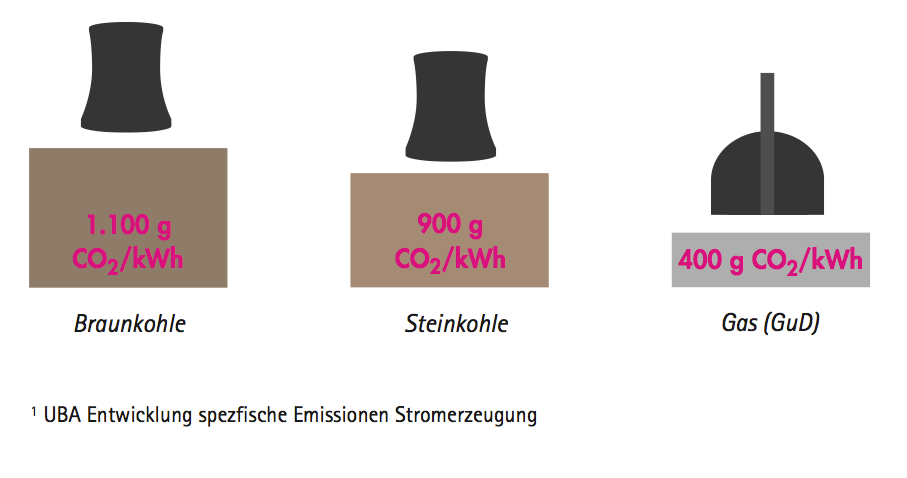 1.100 g
CO₂/kWh
900 g
CO₂/kWh
400 g CO₂/kWh
Braunkohle
Steinkohle
Gas (GuD)
¹ UBA Entwicklung spezfische Emissionen Stromerzeugung